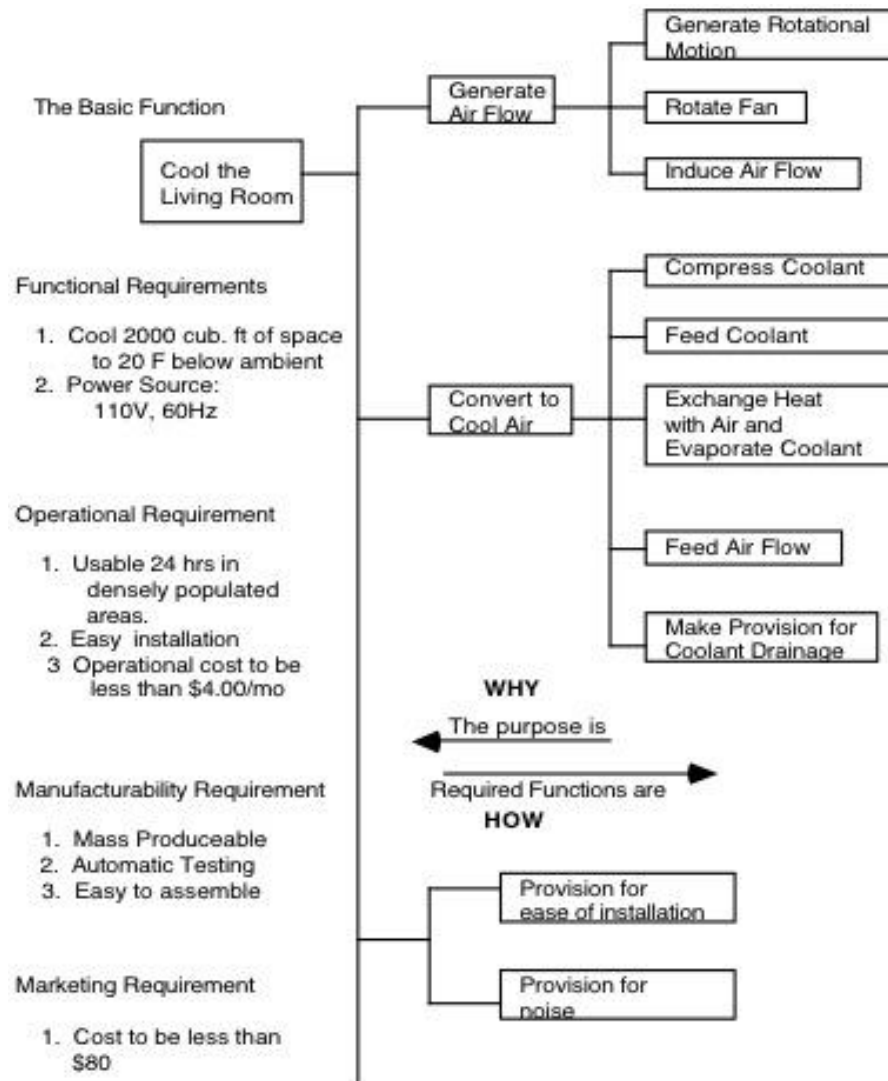 The Basic Function
Cool the
Living Room
Functional Requirements
1. Cool 2000 cub. ft of space
to 20 F below ambient
2. Power Source:
110V, 60Hz
Operational Requirement
1. Usable 24 hrs in
densely populated
areas.
2. Easy installation
3 Operational cost to be
less than $4.00/mo
Manufacturability Requirement
1. Mass Produceable
2. Automatic Testing
3. Easy to assemble
Marketing Requirement
1. Cost to be less than
$80
Generate
Air Flow
Generate Rotational
Motion
Rotate Fan
Induce Air Flow
Convert to
Cool Air
Compress Coolant
Feed Coolant
Exchange Heat
with Air and
Evaporate Coolant
Feed Air Flow
Make Provision for
Coolant Drainage
WHY
The purpose is
Required Functions are
HOW
Provision for
ease of installation
Provision for
noise